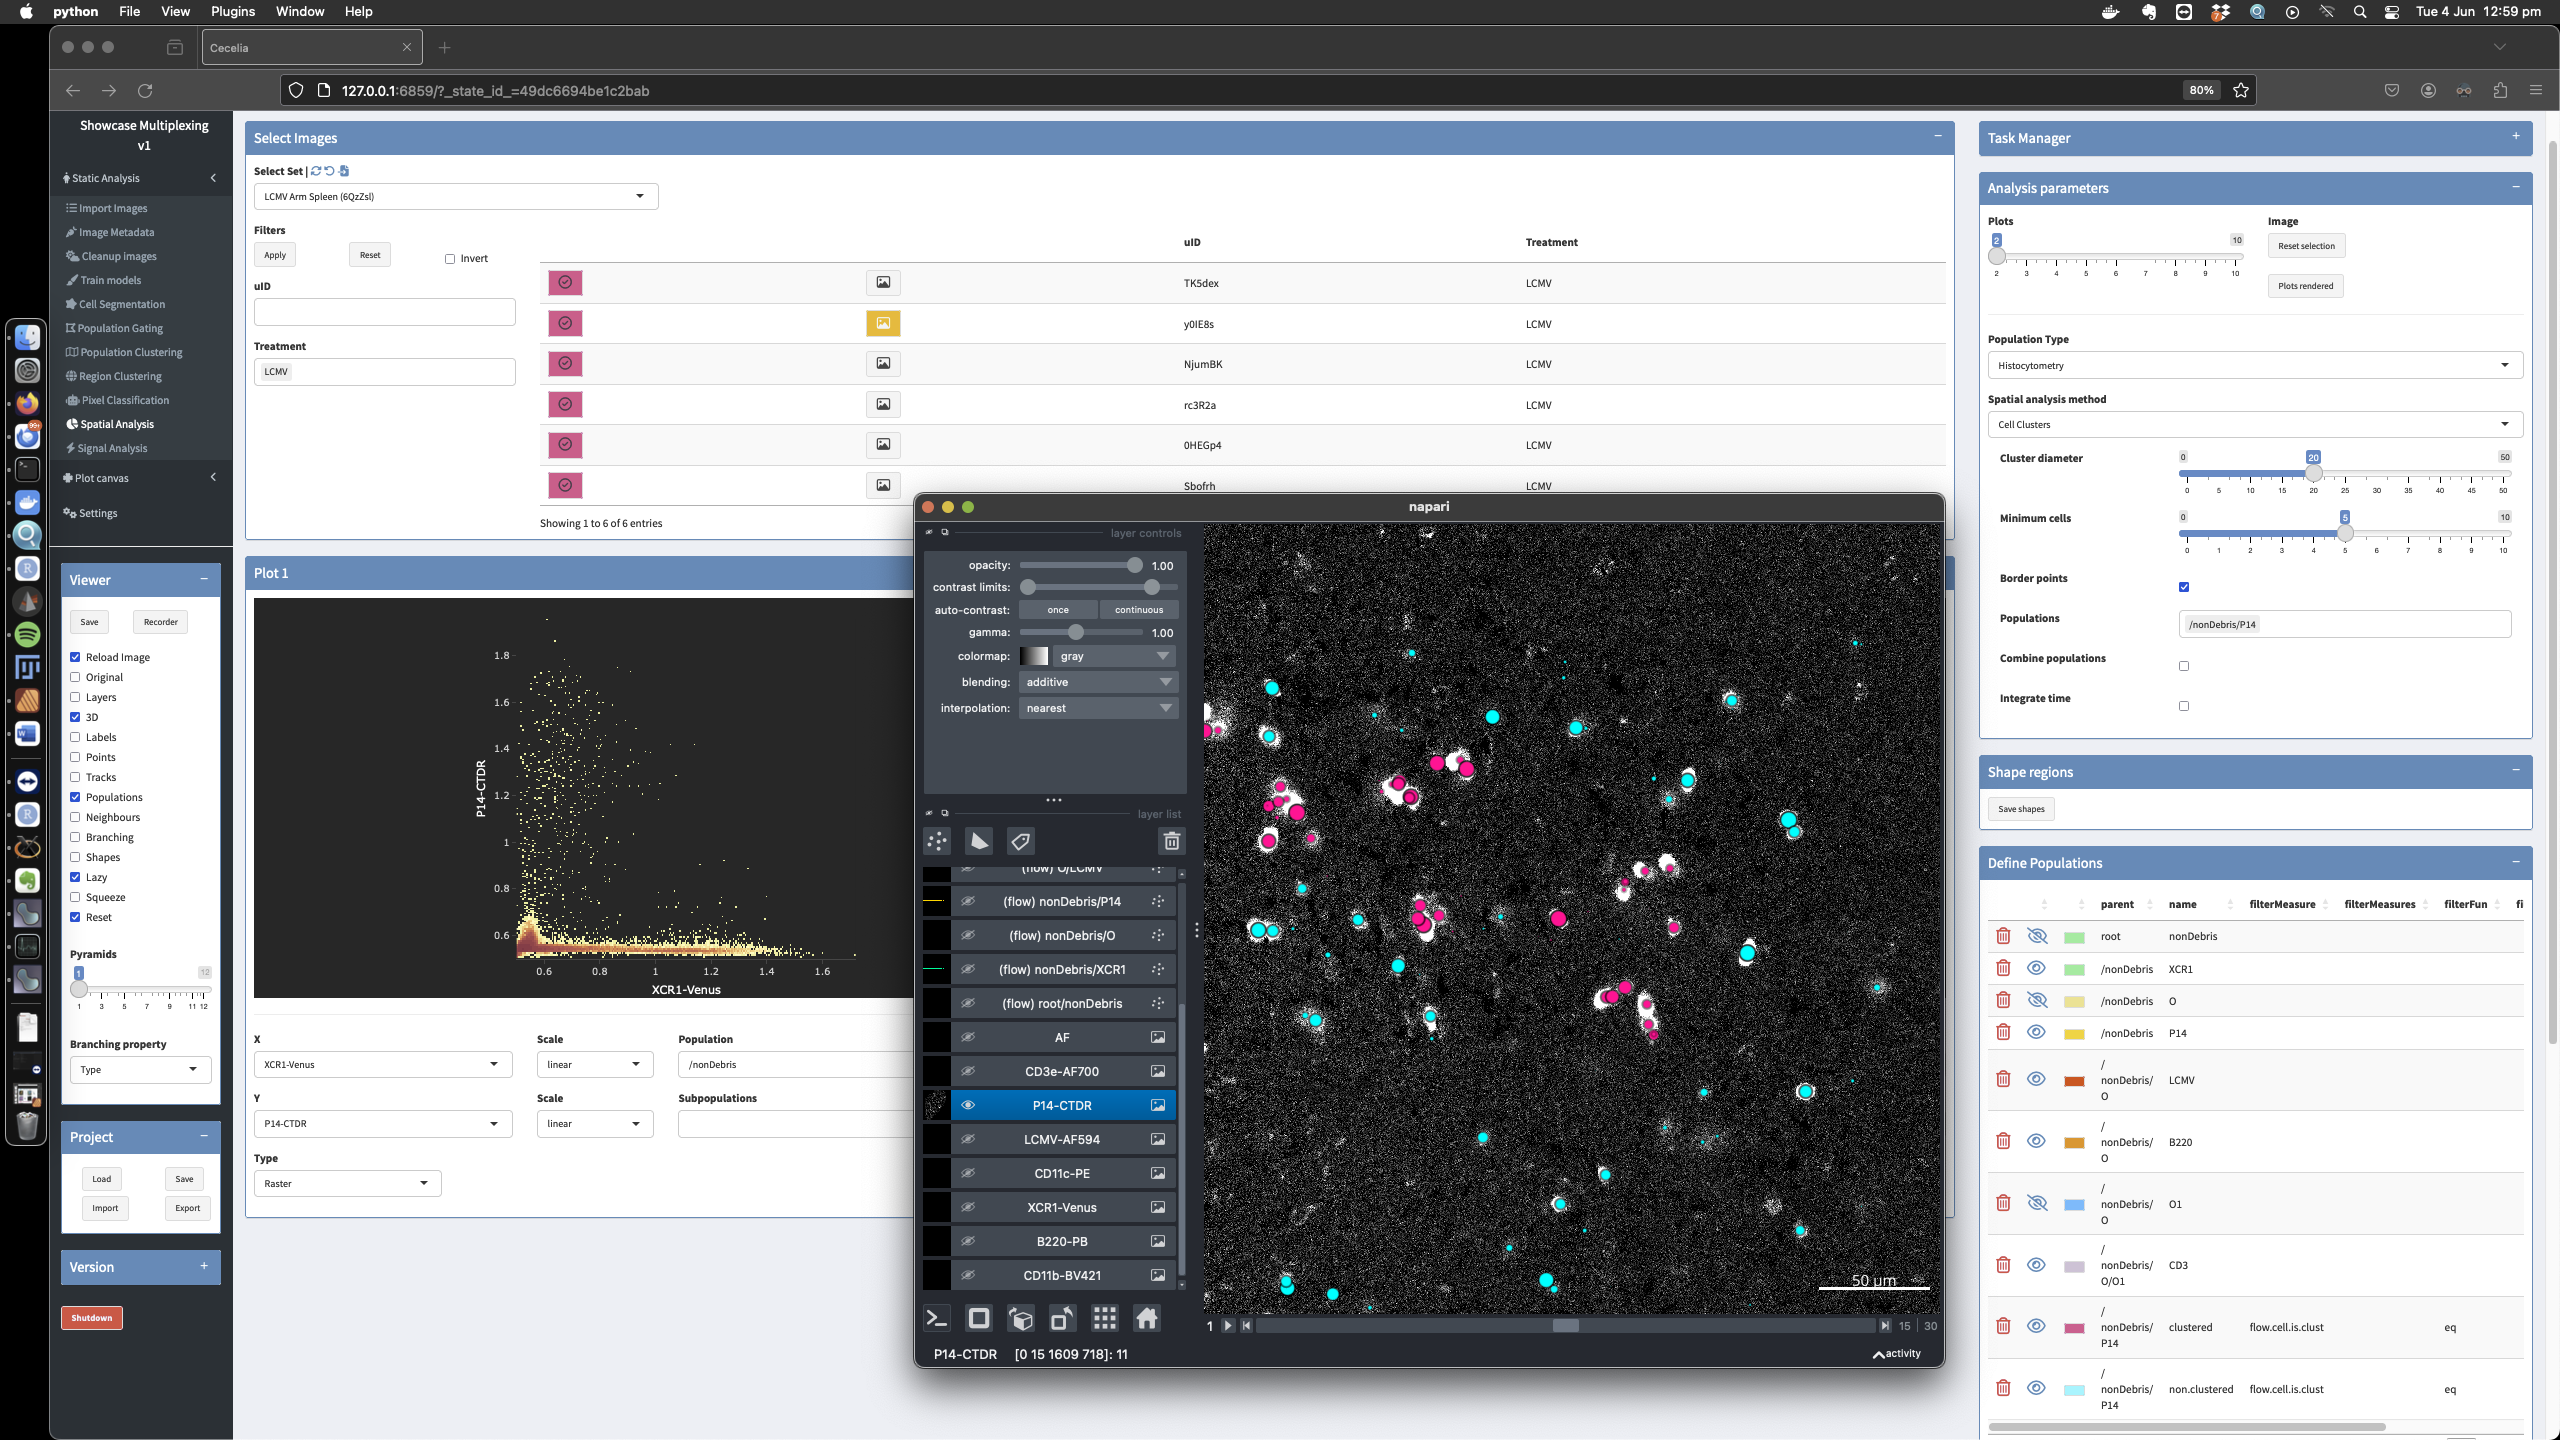 python File View Plugins Window Help
Tue 4 Jun 12:59 pm
Cecelia
127.0.0.1:6859/?_state_id_=49dc6694be1c2bab
80%
Showcase Multiplexing
v1
Static Analysis
Import Images
Image Metadata
Cleanup images
Train models
Cell Segmentation
Population Gating
Population Clustering
Region Clustering
Pixel Classification
Spatial Analysis
Signal Analysis
Plot canvas
Settings
Viewer
Save Recorder
Reload Image
Original
Layers
3D
Labels
Points
Tracks
Populations
Neighbours
Branching
Shapes
Lazy
Squeeze
Reset
Pyramids
1 12
1 3 5 7 9 11 12
Branching property
Type
Project
Load Save
Import Export
Version
Shutdown
Select Images
Select Set |
LCMV Arm Spleen (6QzZsl)
Filters
Apply Reset Invert
uID
Treatment
LCMV
uID Treatment
TK5dex LCMV
y0IE8s LCMV
NjumBK LCMV
rc3R2a LCMV
0HEGp4 LCMV
Sbofrh LCMV
Showing 1 to 6 of 6 entries
Plot 1
P14-CTDR
1.8
1.6
1.4
1.2
1
0.8
0.6
0.6 0.8 1 1.2 1.4 1.6
XCR1-Venus
X Scale Population
XCR1-Venus linear /nonDebris
Y Scale Subpopulations
P14-CTDR linear
Type
Raster
napari
layer controls
opacity: 1.00
contrast limits:
auto-contrast: once continuous
gamma: 1.00
colormap: gray
blending: additive
interpolation: nearest
layer list
(flow) O/LCMV
(flow) nonDebris/P14
(flow) nonDebris/O
(flow) nonDebris/XCR1
(flow) root/nonDebris
AF
CD3e-AF700
P14-CTDR
LCMV-AF594
CD11c-PE
XCR1-Venus
B220-PB
CD11b-BV421
50 µm
1 15 30
P14-CTDR [0 15 1609 718]: 11
activity
Task Manager
Analysis parameters
Plots Image
2 10
2 3 4 5 6 7 8 9 10
Reset selection
Plots rendered
Population Type
Histocytometry
Spatial analysis method
Cell Clusters
Cluster diameter
0 20 50
0 5 10 15 20 25 30 35 40 45 50
Minimum cells
0 5 10
0 1 2 3 4 5 6 7 8 9 10
Border points
Populations
/nonDebris/P14
Combine populations
Integrate time
Shape regions
Save shapes
Define Populations
parent name filterMeasure filterMeasures filterFun fi
root nonDebris
/nonDebris XCR1
/nonDebris O
/nonDebris P14
/
nonDebris/ LCMV
O
/
nonDebris/ B220
O
/
nonDebris/ O1
O
/
nonDebris/ CD3
O/O1
/
nonDebris/ clustered flow.cell.is.clust eq
P14
/
nonDebris/ non.clustered flow.cell.is.clust eq
P14